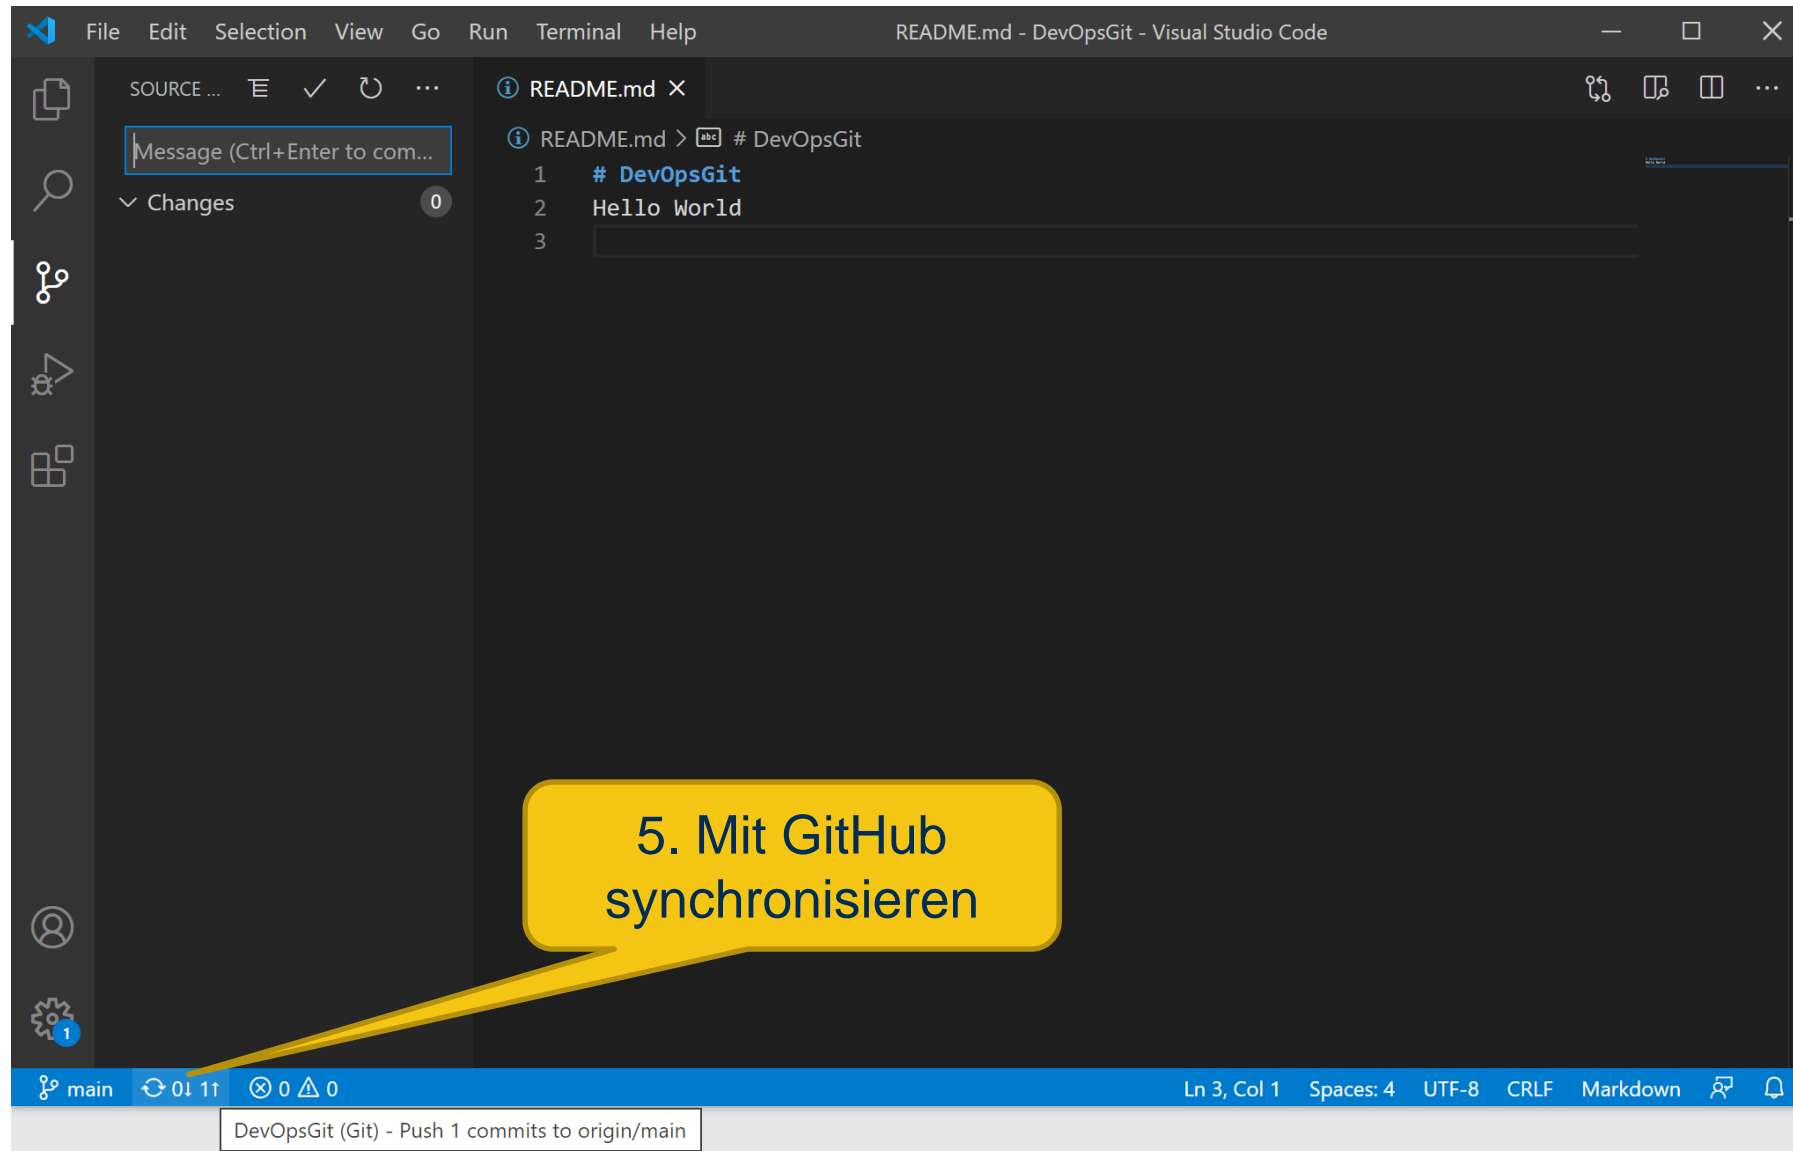 File Edit Selection View Go Run Terminal Help README.md - DevOpsGit - Visual Studio Code
SOURCE ...
README.md
Message (Ctrl+Enter to com...
README.md > # DevOpsGit
1 # DevOpsGit
Changes 0
2 Hello World
3
5. Mit GitHub
synchronisieren
1
main 0↓ 1↑ 0 0 Ln 3, Col 1 Spaces: 4 UTF-8 CRLF Markdown
DevOpsGit (Git) - Push 1 commits to origin/main